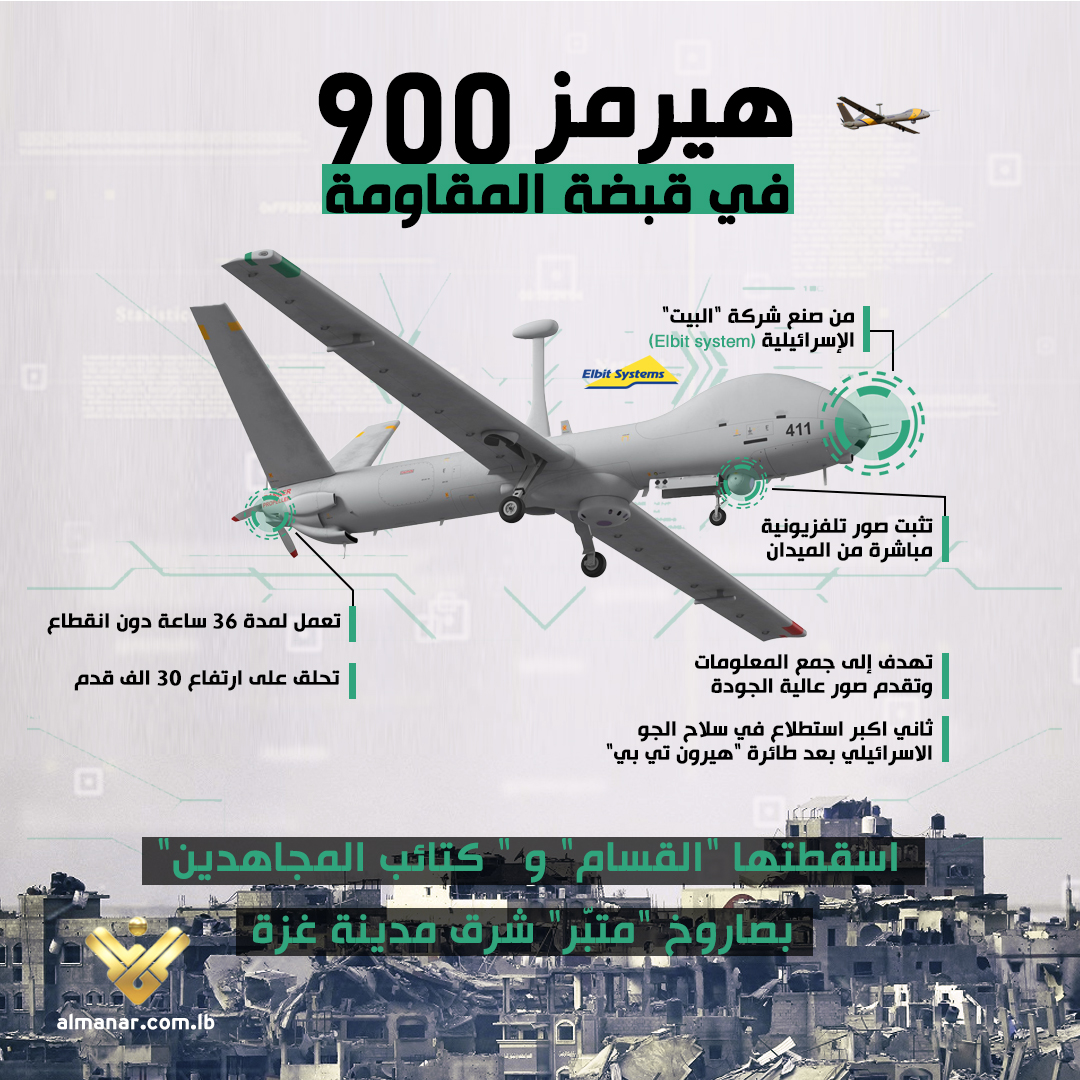 هيرمز 900
في قبضة المقاومة
من صنع شركة "البيت"
الإسرائيلية (Elbit system)
Elbit Systems
411
تثبت صور تلفزيونية
مباشرة من الميدان
تعمل لمدة 36 ساعة دون انقطاع
تحلق على ارتفاع 30 الف قدم
تهدف إلى جمع المعلومات
وتقدم صور عالية الجودة
ثاني اكبر استطلاع في سلاح الجو
الاسرائيلي بعد طائرة "هيرون تي بي"
اسقطتها "القسام" و " كتائب المجاهدين"
بصاروخ "متبّر" شرق مدينة غزة
almanar.com.lb